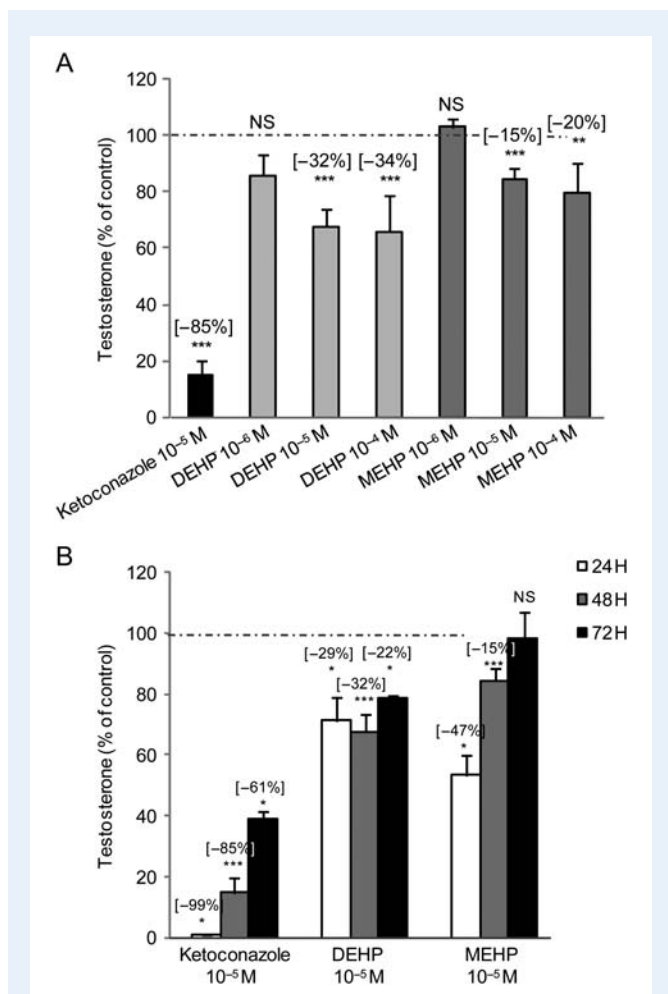 A
Testosterone (% of control)
120
100
80
60
40
20
0
[–85%]
***
NS
[–32%]
***
[–34%]
***
NS
[–15%]
***
[–20%]
**
Ketoconazole 10–5 M
DEHP 10–6 M
DEHP 10–5 M
DEHP 10–4 M
MEHP 10–6 M
MEHP 10–5 M
MEHP 10–4 M
B
24H
48H
72H
Testosterone (% of control)
120
100
80
60
40
20
0
[–99%
*
[–85%]
***
[–61%]
*
[–29%]
*
[–32%]
***
[–22%]
*
[–47%]
*
[–15%]
***
NS
Ketoconazole
10–5 M
DEHP
10–5 M
MEHP
10–5 M